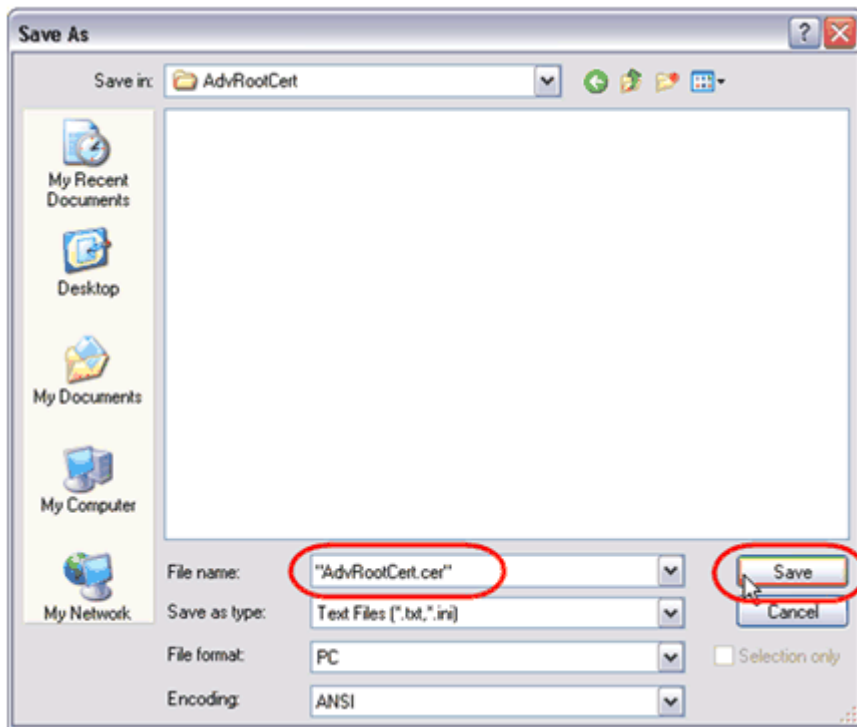 Save As
Save in:
AdvRootCert
My Recent
Documents
Desktop
My Documents
My Computer
My Network
File name:
"AdvRootCert.cer"
Save
Save as type:
Text Files (*.txt,*.ini)
Cancel
File format:
PC
Selection only
Encoding:
ANSI